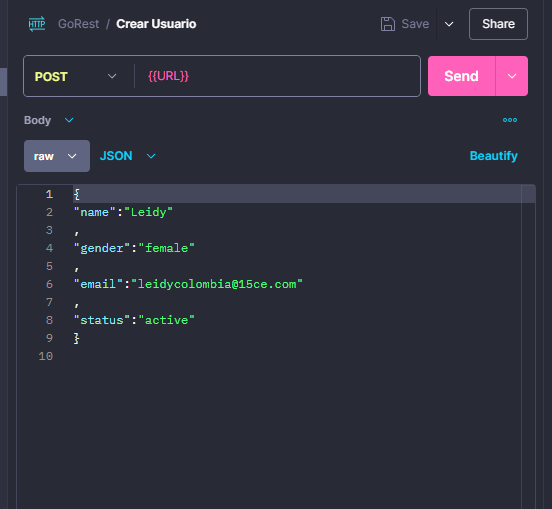 HTTP GoRest / Crear Usuario Save Share
POST {{URL}} Send
Body
raw JSON Beautify
1 {
2 "name":"Leidy"
3 ,
4 "gender":"female"
5 ,
6 "email":"leidycolombia@15ce.com"
7 ,
8 "status":"active"
9 }
10